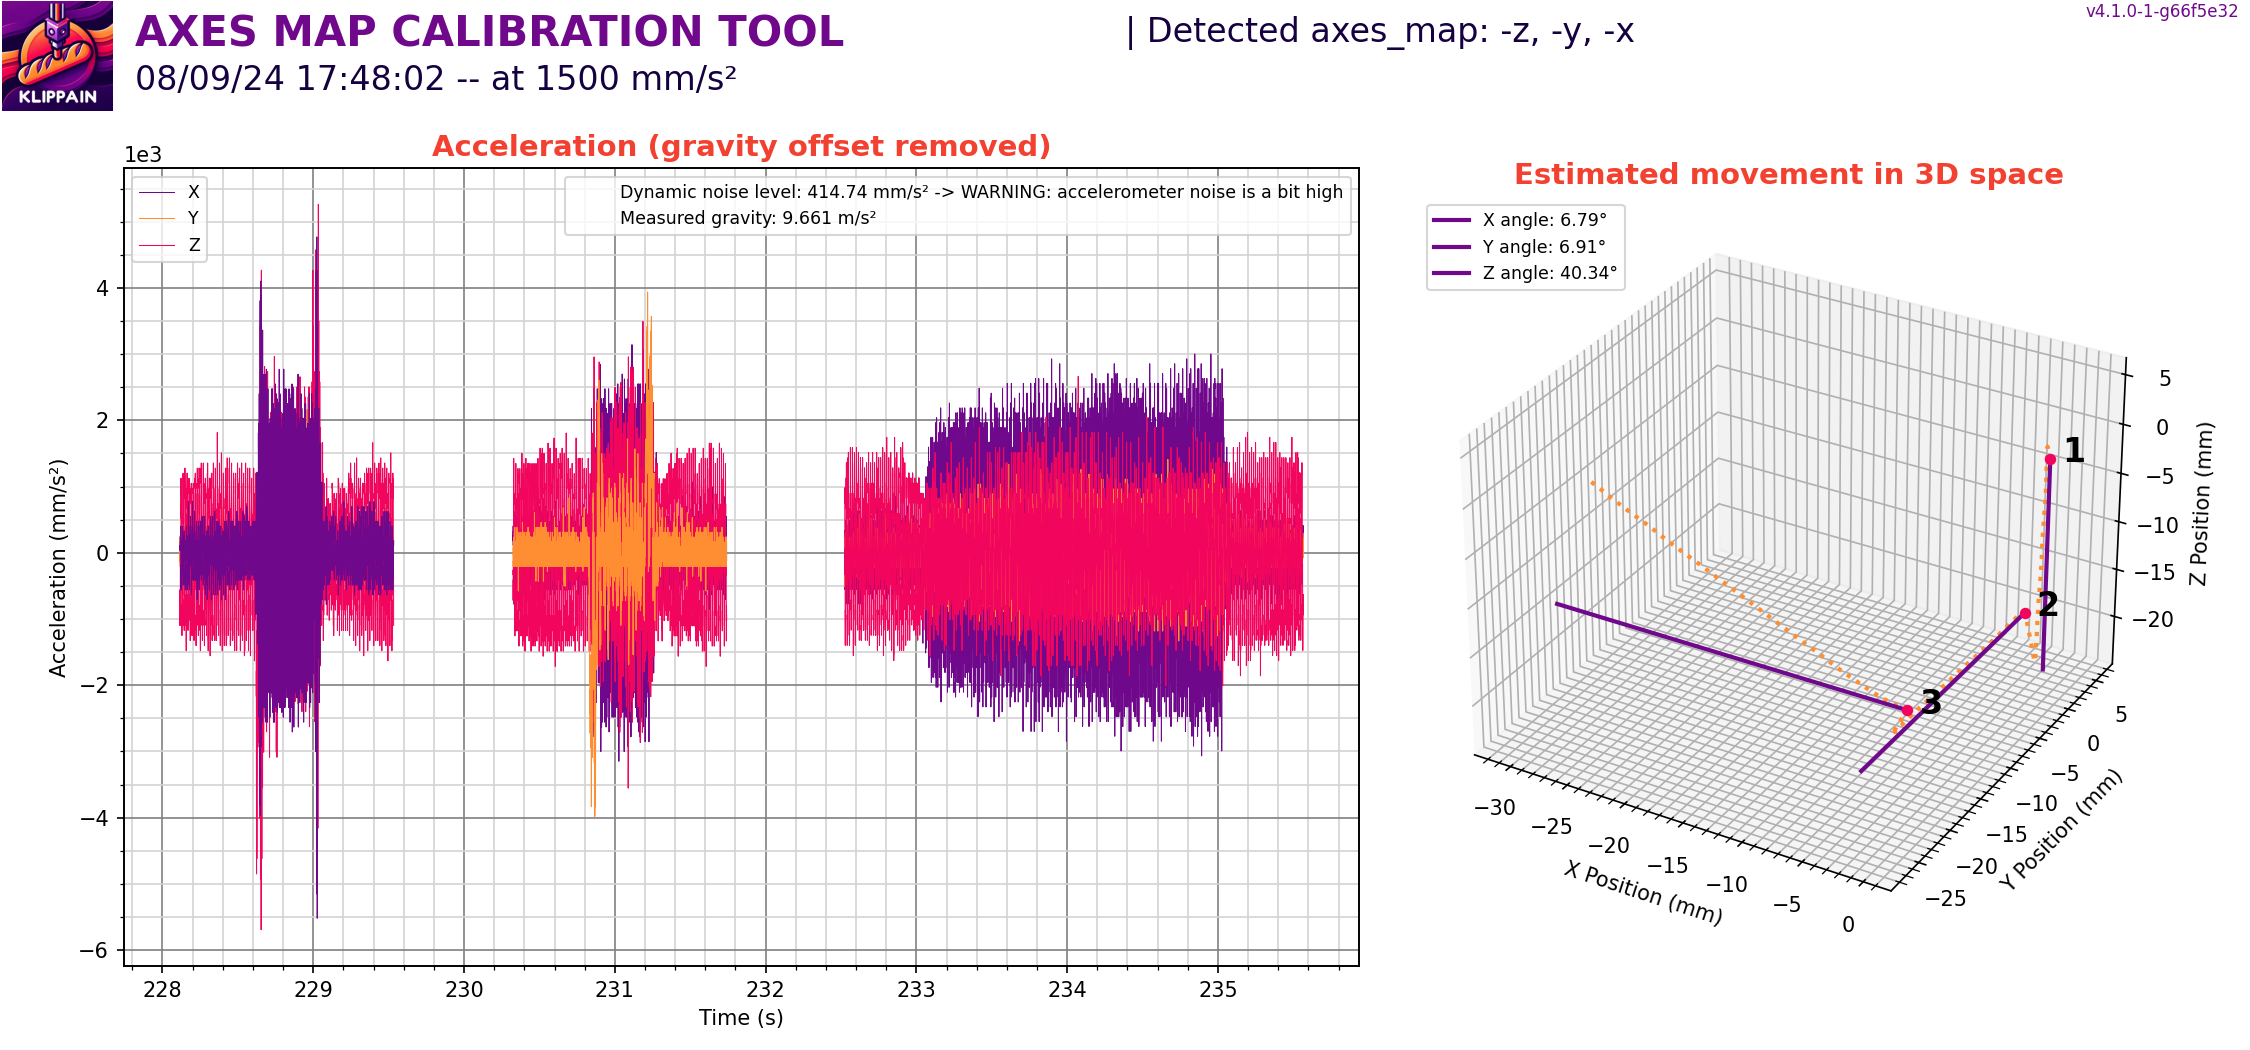 KLIPPAIN
AXES MAP CALIBRATION TOOL
| Detected axes_map: -z, -y, -x
v4.1.0-1-g66f5e32
08/09/24 17:48:02 -- at 1500 mm/s²
Acceleration (gravity offset removed)
1e3
X
Y
Z
Dynamic noise level: 414.74 mm/s² -> WARNING: accelerometer noise is a bit high
Measured gravity: 9.661 m/s²
Acceleration (mm/s²)
4
2
0
−2
−4
−6
228
229
230
231
232
233
234
235
Time (s)
Estimated movement in 3D space
X angle: 6.79°
Y angle: 6.91°
Z angle: 40.34°
1
2
3
5
0
−5
−10
−15
−20
Z Position (mm)
5
0
−5
−10
−15
−20
−25
Y Position (mm)
−30
−25
−20
−15
−10
−5
0
X Position (mm)